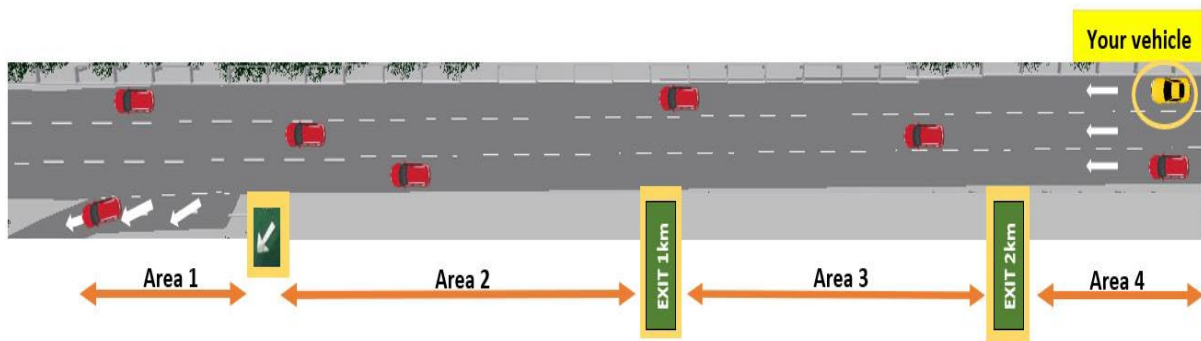 Your vehicle
EXIT 1km
EXIT 2km
Area 1
Area 2
Area 3
Area 4